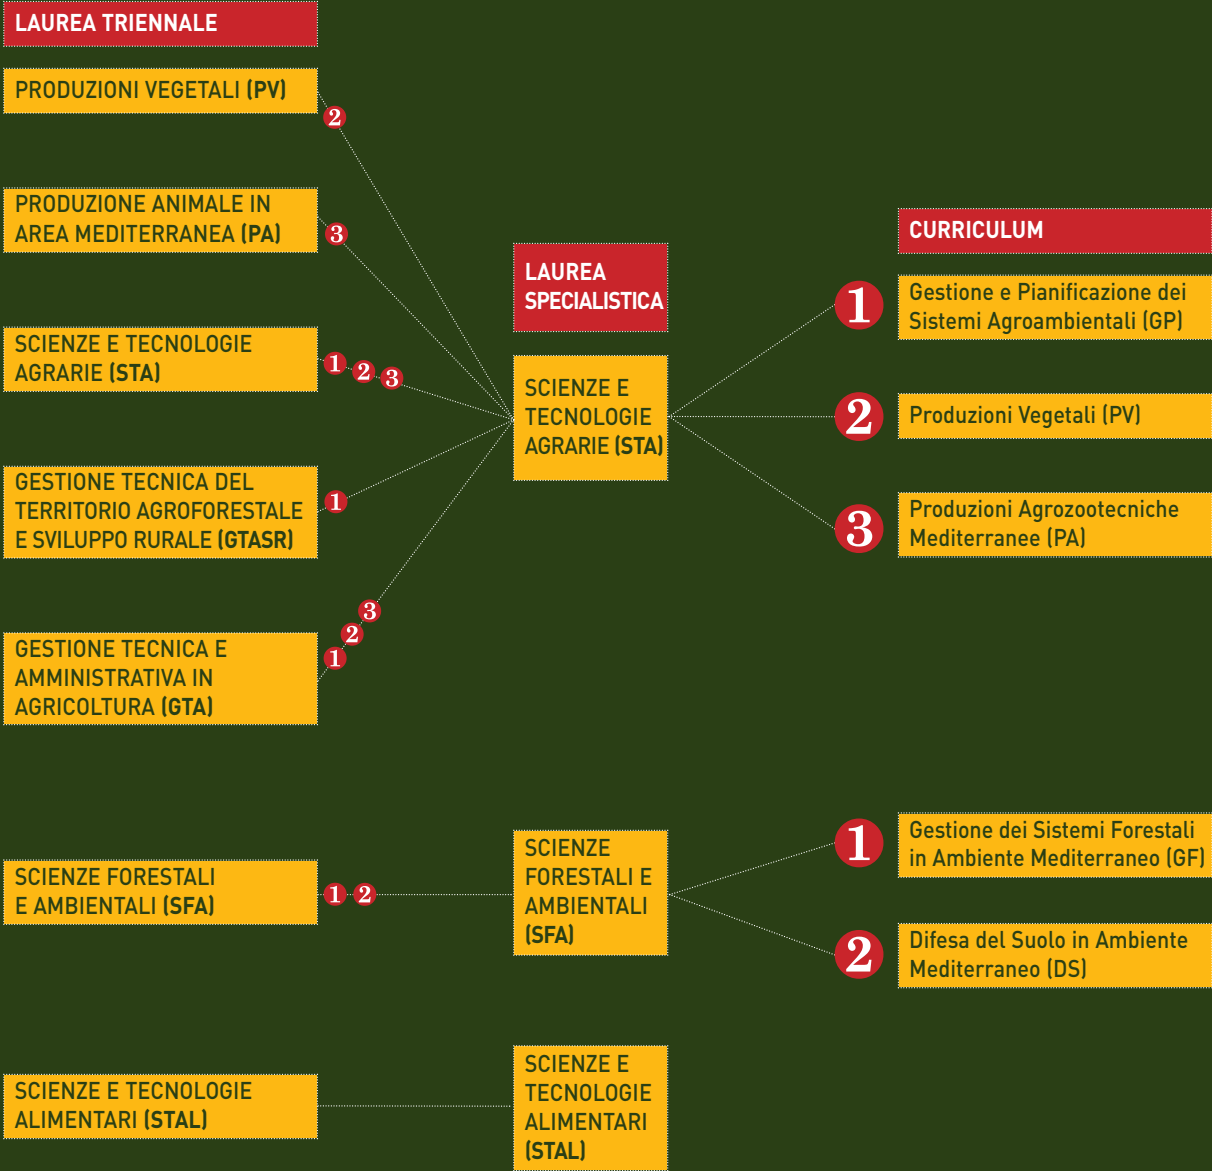 LAUREA TRIENNALE
PRODUZIONI VEGETALI (PV)
2
PRODUZIONE ANIMALE IN
AREA MEDITERRANEA (PA)
3
SCIENZE E TECNOLOGIE
AGRARIE (STA)
1 2 3
GESTIONE TECNICA DEL
TERRITORIO AGROFORESTALE
E SVILUPPO RURALE (GTASR)
1
GESTIONE TECNICA E
AMMINISTRATIVA IN
AGRICOLTURA (GTA)
1 2 3
LAUREA
SPECIALISTICA
SCIENZE E
TECNOLOGIE
AGRARIE (STA)
CURRICULUM
1
Gestione e Pianificazione dei
Sistemi Agroambientali (GP)
2
Produzioni Vegetali (PV)
3
Produzioni Agrozootecniche
Mediterranee (PA)
SCIENZE FORESTALI
E AMBIENTALI (SFA)
1 2
SCIENZE
FORESTALI E
AMBIENTALI
(SFA)
1
Gestione dei Sistemi Forestali
in Ambiente Mediterraneo (GF)
2
Difesa del Suolo in Ambiente
Mediterraneo (DS)
SCIENZE E TECNOLOGIE
ALIMENTARI (STAL)
SCIENZE E
TECNOLOGIE
ALIMENTARI
(STAL)